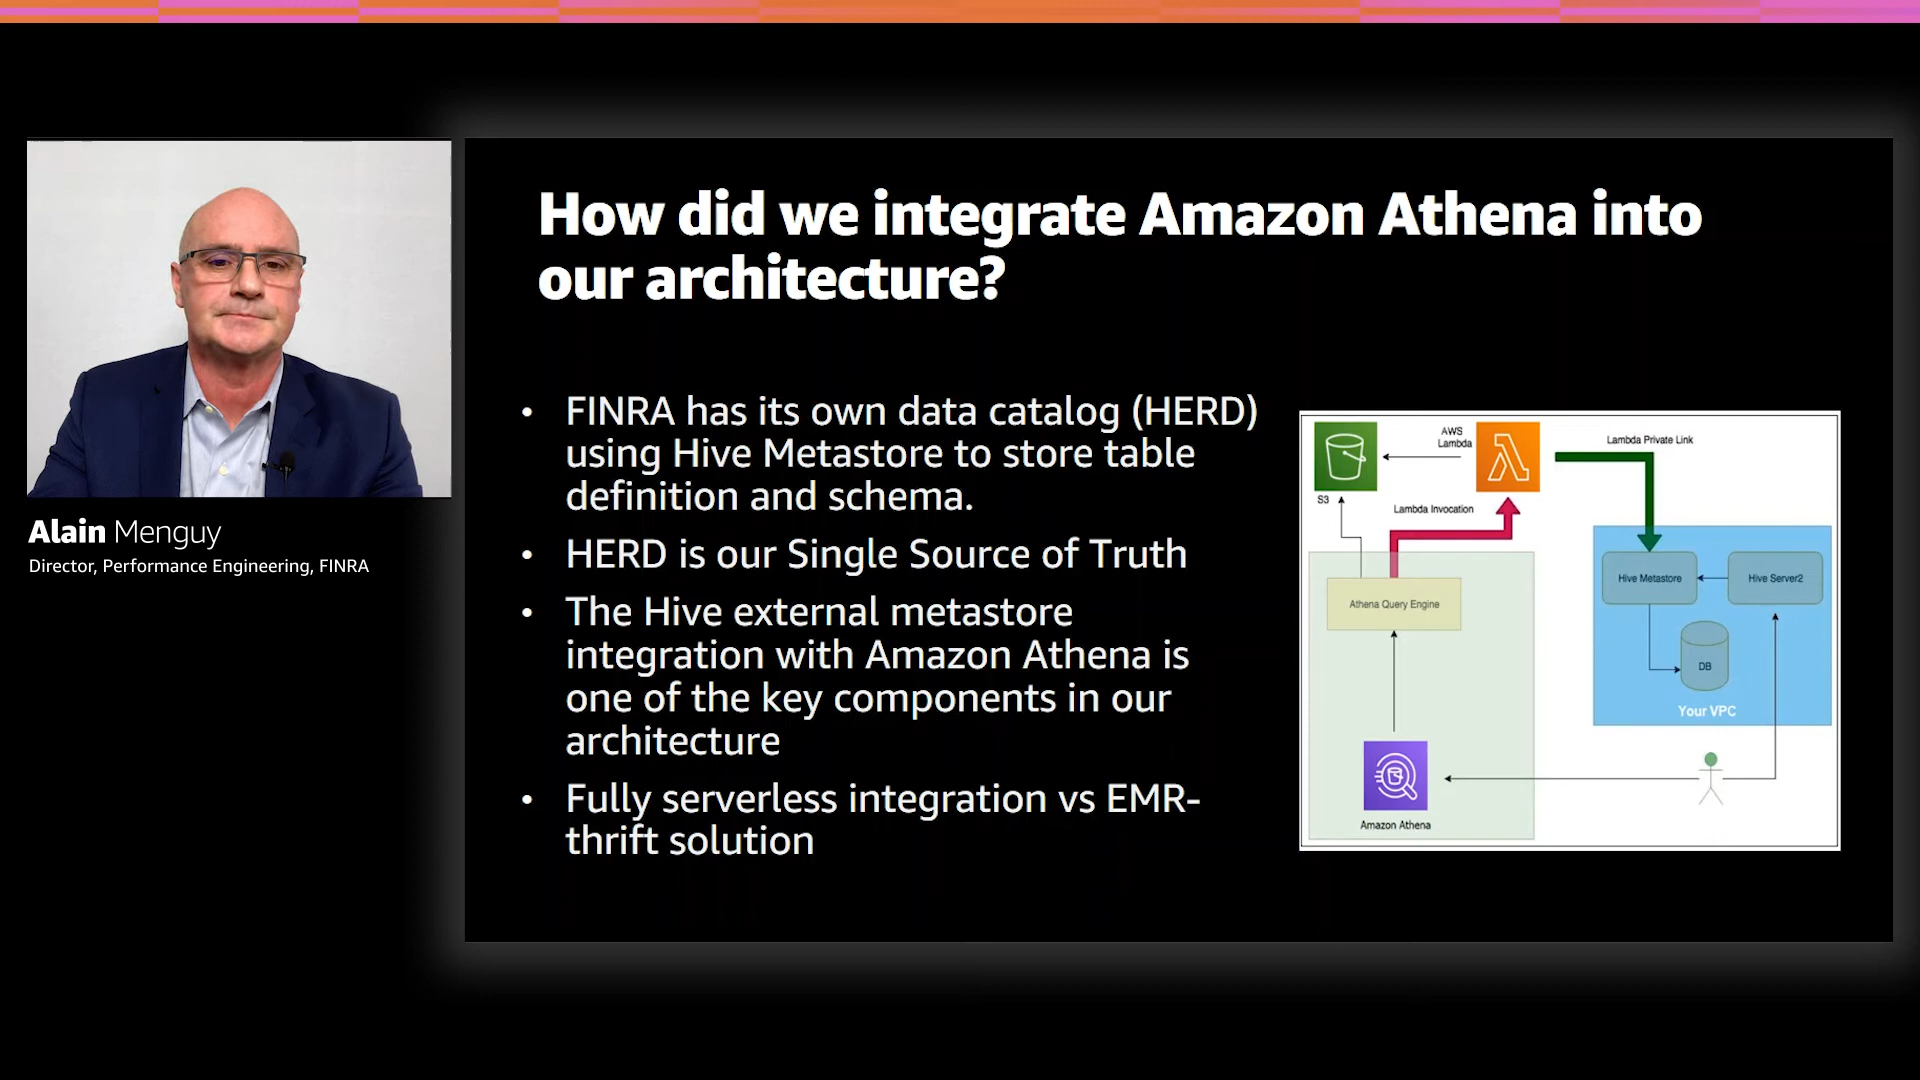 How did we integrate Amazon Athena into
our architecture?
Alain Menguy
Director, Performance Engineering, FINRA
• FINRA has its own data catalog (HERD)
using Hive Metastore to store table
definition and schema.
• HERD is our Single Source of Truth
• The Hive external metastore
integration with Amazon Athena is
one of the key components in our
architecture
• Fully serverless integration vs EMR-
thrift solution
AWS
Lambda
Lambda Private Link
S3
Lambda Invocation
Athena Query Engine
Hive Metastore
Hive Server2
DB
Your VPC
Amazon Athena